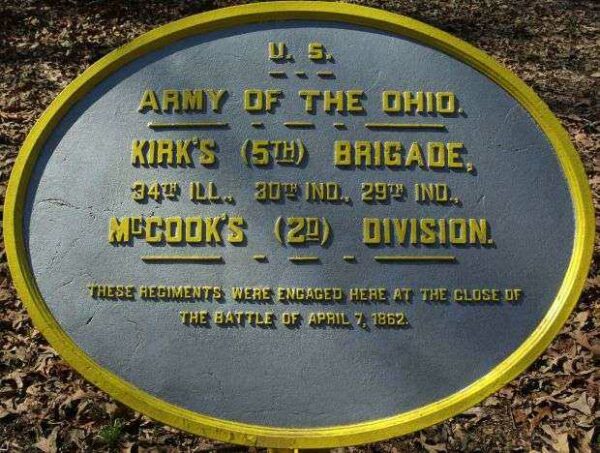 U. S.
ARMY OF THE OHIO.
KIRK'S (5TH) BRIGADE,
34TH ILL., 30TH IND., 29TH IND.,
MCCOOK'S (2D) DIVISION.
THESE REGIMENTS WERE ENGAGED HERE AT THE CLOSE OF
THE BATTLE OF APRIL 7, 1862.